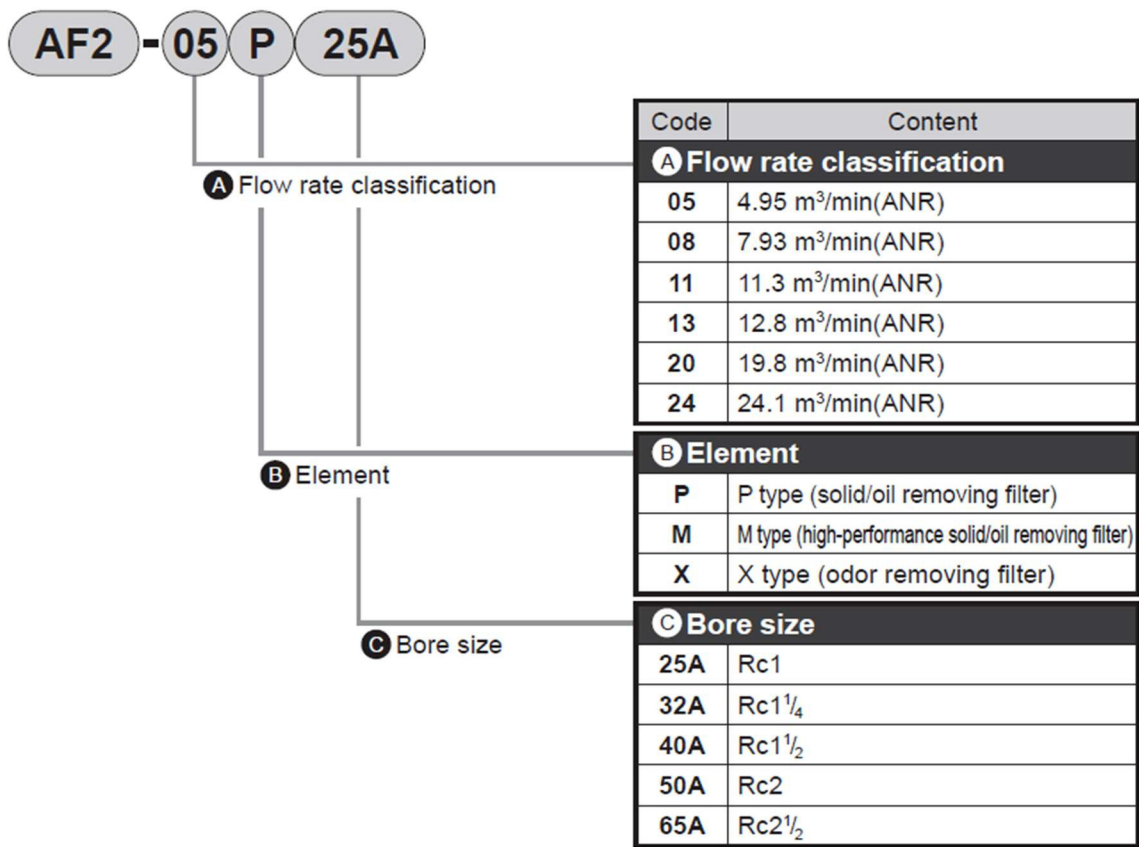 AF2-05 P 25A
A Flow rate classification
B Element
C Bore size
Code Content
A Flow rate classification
05 4.95 m³/min(ANR)
08 7.93 m³/min(ANR)
11 11.3 m³/min(ANR)
13 12.8 m³/min(ANR)
20 19.8 m³/min(ANR)
24 24.1 m³/min(ANR)
B Element
P P type (solid/oil removing filter)
M M type (high-performance solid/oil removing filter)
X X type (odor removing filter)
C Bore size
25A Rc1
32A Rc1¹/₄
40A Rc1¹/₂
50A Rc2
65A Rc2¹/₂